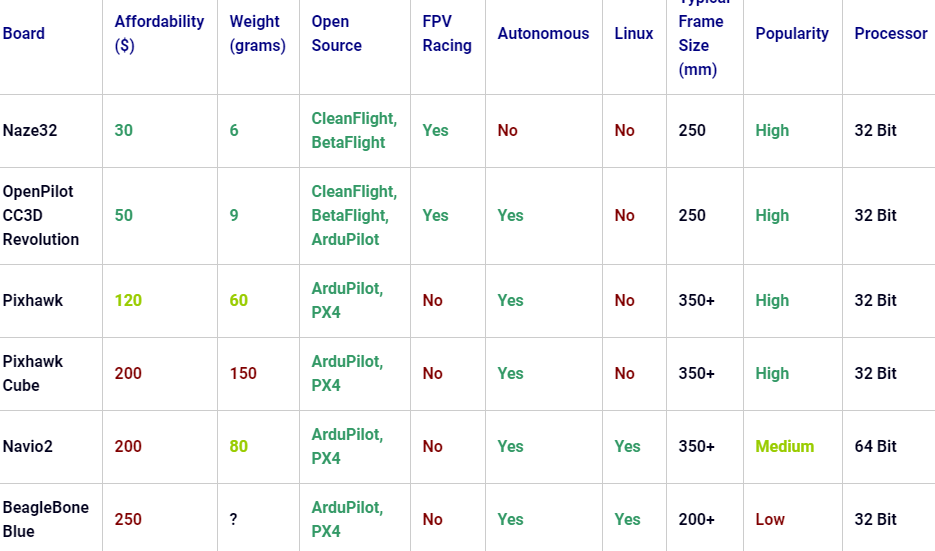 Board Affordability ($) Weight (grams) Open Source FPV Racing Autonomous Linux Typical Frame Size (mm) Popularity Processor
Naze32 30 6 CleanFlight, BetaFlight Yes No No 250 High 32 Bit
OpenPilot CC3D Revolution 50 9 CleanFlight, BetaFlight, ArduPilot Yes Yes No 250 High 32 Bit
Pixhawk 120 60 ArduPilot, PX4 No Yes No 350+ High 32 Bit
Pixhawk Cube 200 150 ArduPilot, PX4 No Yes No 350+ High 32 Bit
Navio2 200 80 ArduPilot, PX4 No Yes Yes 350+ Medium 64 Bit
BeagleBone Blue 250 ? ArduPilot, PX4 No Yes Yes 200+ Low 32 Bit